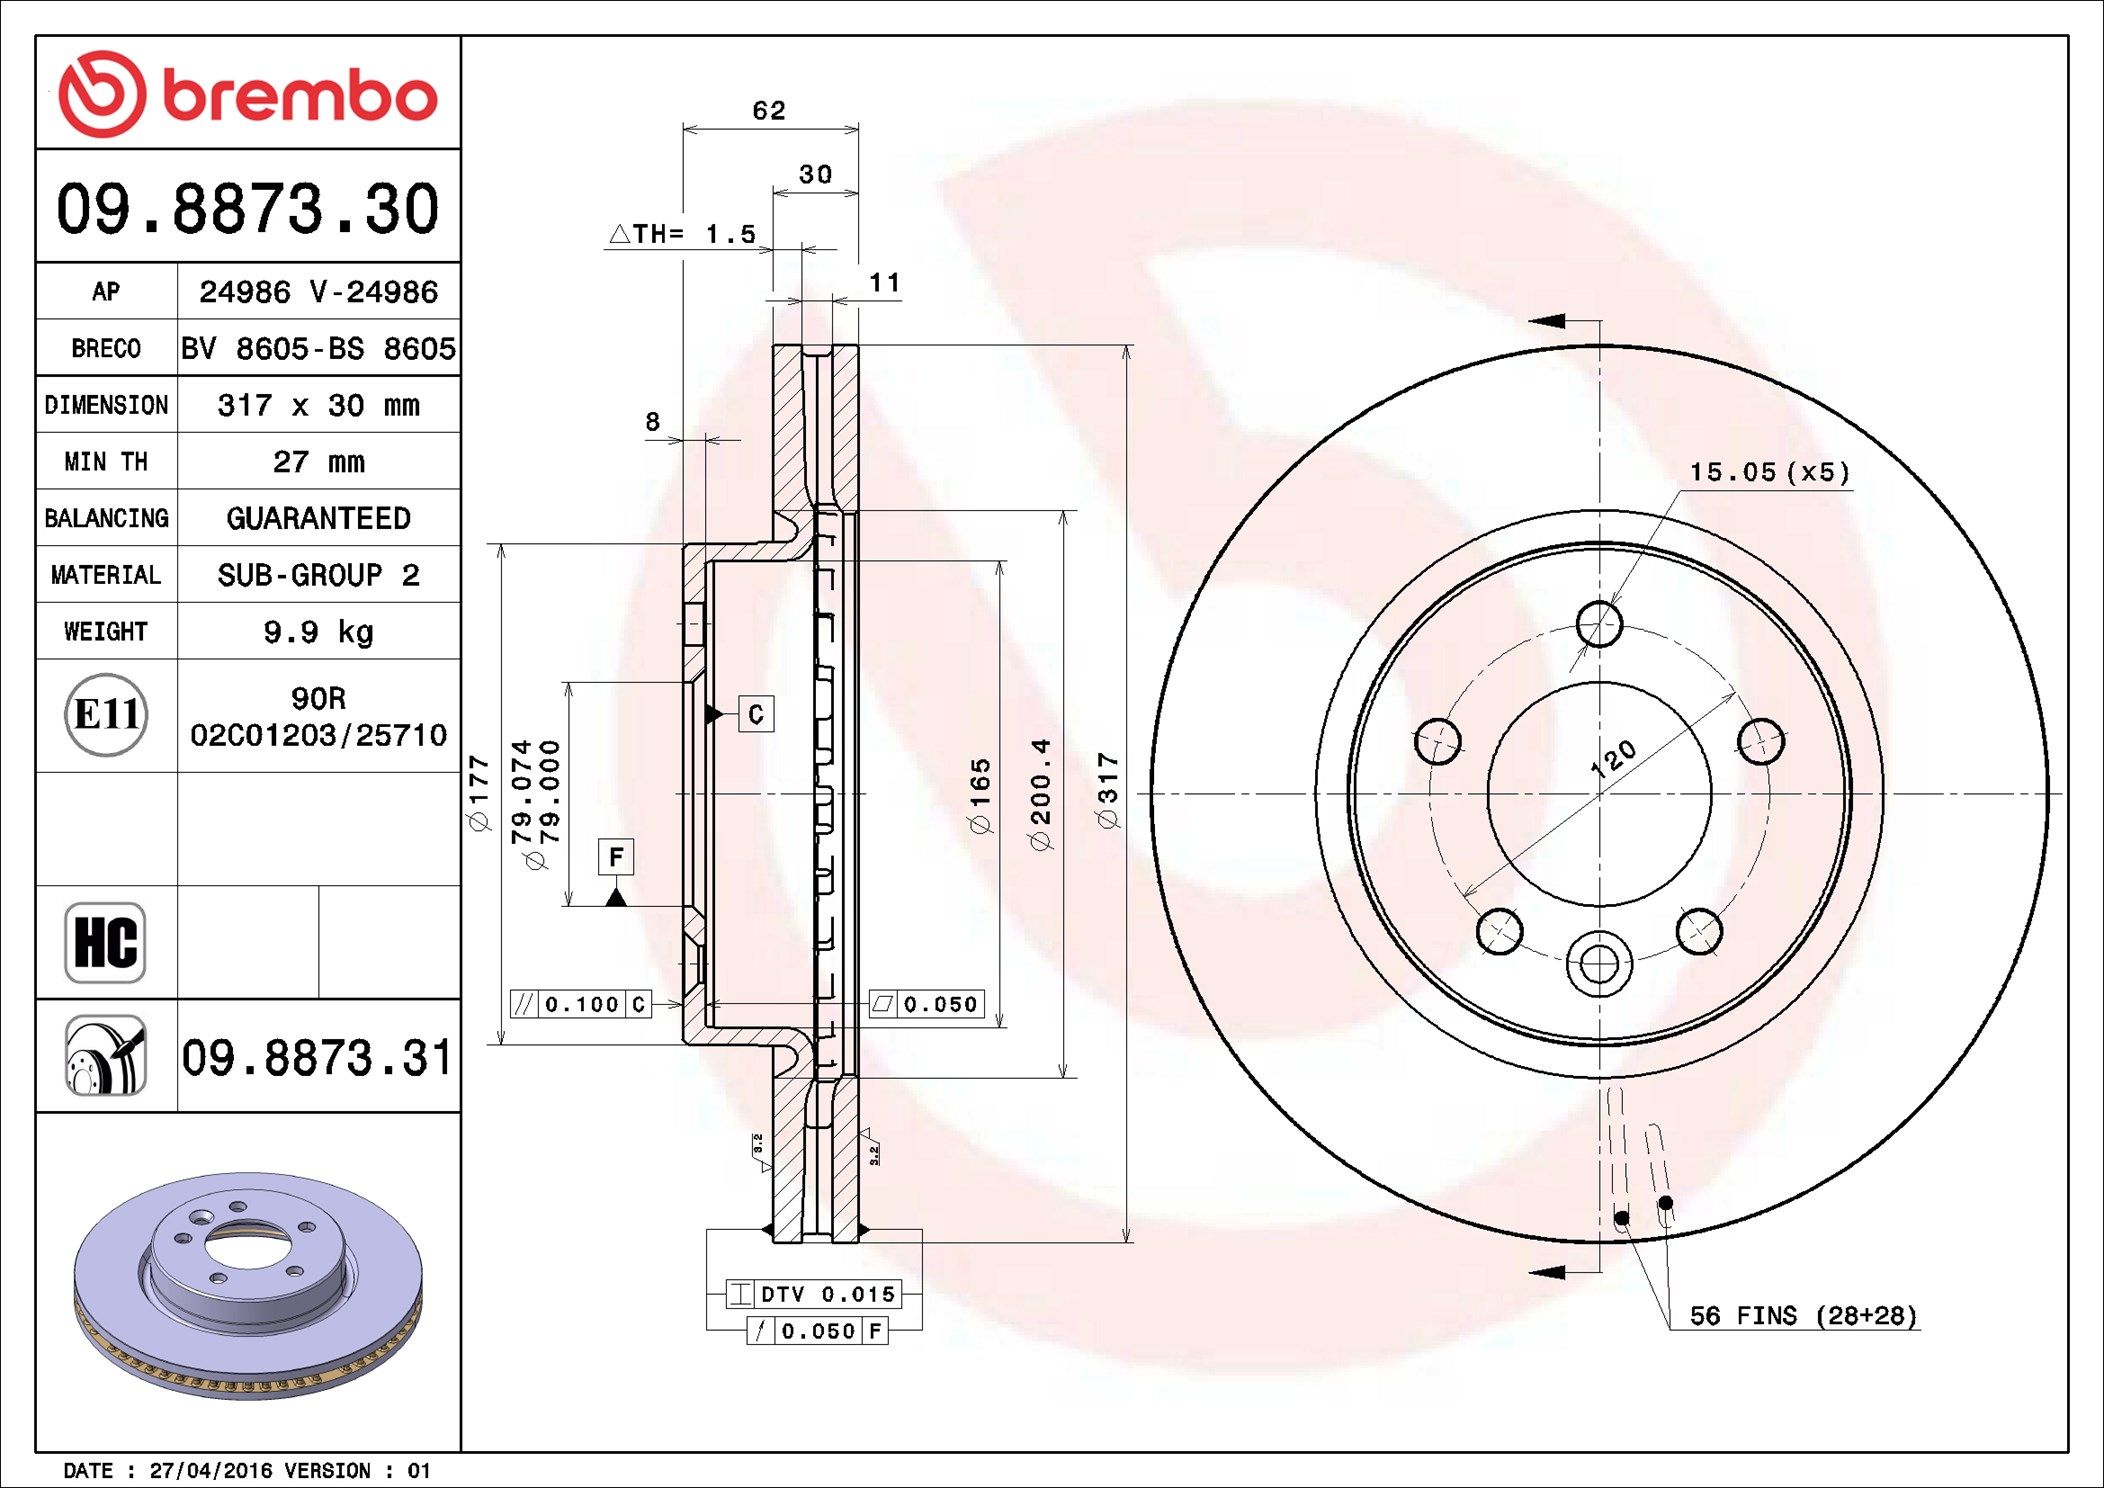 brembo
09.8873.30
AP 24986 V-24986
BRECO BV 8605-BS 8605
DIMENSION 317 x 30 mm
MIN TH 27 mm
BALANCING GUARANTEED
MATERIAL SUB-GROUP 2
WEIGHT 9.9 kg
E11 90R
02C01203/25710
HC
09.8873.31
62
30
△TH= 1.5
11
8
15.05(x5)
C
120
⌀177
⌀79.074
79.000
⌀165
⌀200.4
⌀317
F
// 0.100 C
⏥ 0.050
3.2
3.2
DTV 0.015
↗ 0.050 F
56 FINS (28+28)
DATE : 27/04/2016 VERSION : 01